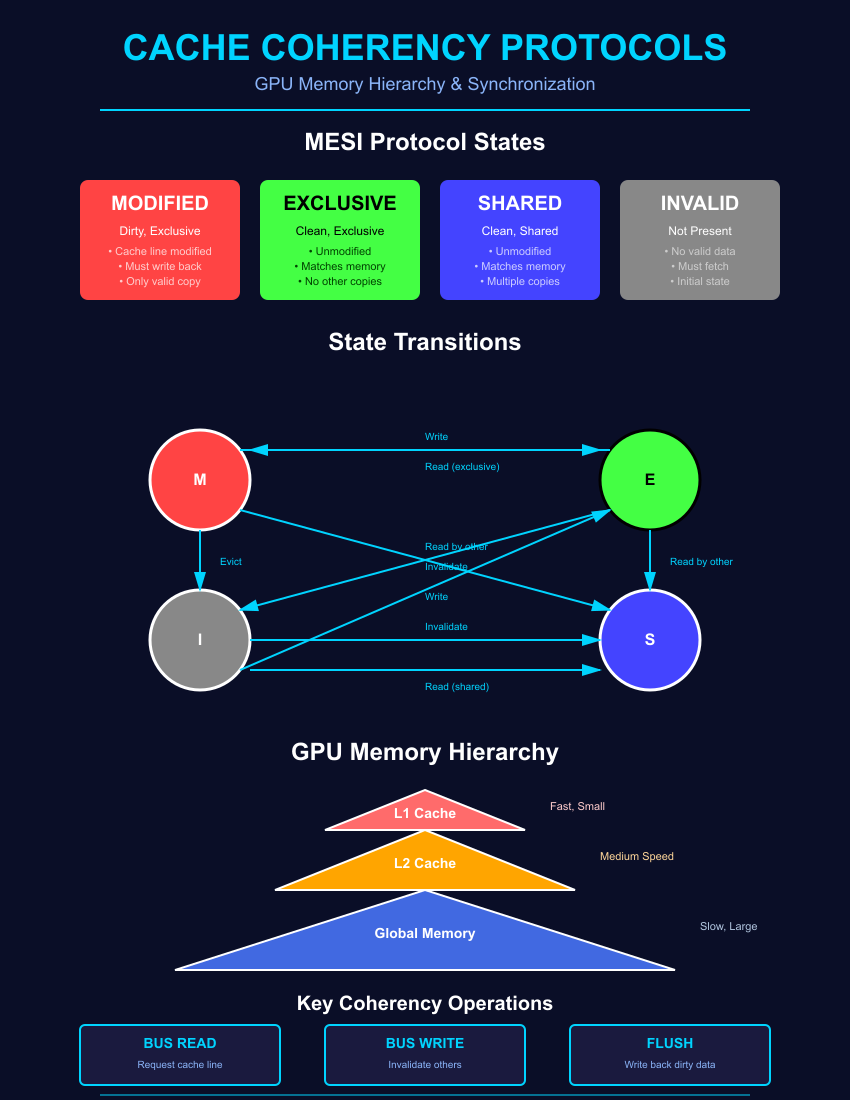 CACHE COHERENCY PROTOCOLS
GPU Memory Hierarchy & Synchronization
MESI Protocol States
MODIFIED
Dirty, Exclusive
• Cache line modified
• Must write back
• Only valid copy
EXCLUSIVE
Clean, Exclusive
• Unmodified
• Matches memory
• No other copies
SHARED
Clean, Shared
• Unmodified
• Matches memory
• Multiple copies
INVALID
Not Present
• No valid data
• Must fetch
• Initial state
State Transitions
Write
M
E
Read (exclusive)
Read by other
Evict
Invalidate
Read by other
Write
Invalidate
I
S
Read (shared)
GPU Memory Hierarchy
L1 Cache
Fast, Small
L2 Cache
Medium Speed
Global Memory
Slow, Large
Key Coherency Operations
BUS READ
Request cache line
BUS WRITE
Invalidate others
FLUSH
Write back dirty data